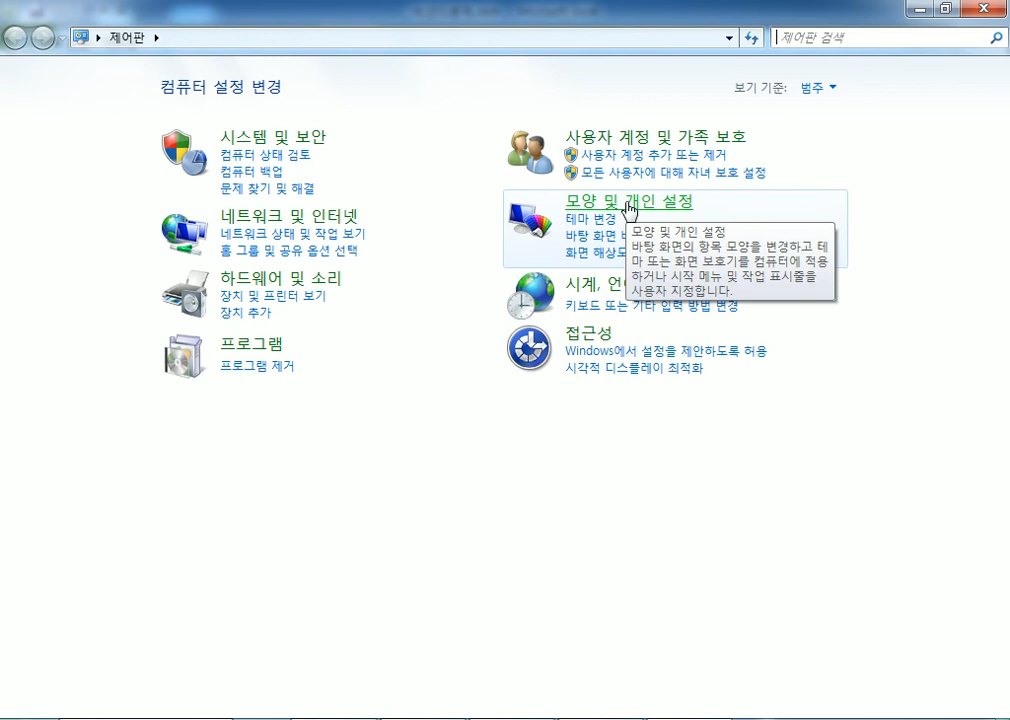 제어판
제어판 검색
컴퓨터 설정 변경
보기 기준: 범주
시스템 및 보안
컴퓨터 상태 검토
컴퓨터 백업
문제 찾기 및 해결
네트워크 및 인터넷
네트워크 상태 및 작업 보기
홈 그룹 및 공유 옵션 선택
하드웨어 및 소리
장치 및 프린터 보기
장치 추가
프로그램
프로그램 제거
사용자 계정 및 가족 보호
사용자 계정 추가 또는 제거
모든 사용자에 대해 자녀 보호 설정
모양 및 개인 설정
테마 변경
바탕 화면
화면 해상도
모양 및 개인 설정
바탕 화면의 항목 모양을 변경하고 테
마 또는 화면 보호기를 컴퓨터에 적용
하거나 시작 메뉴 및 작업 표시줄을
사용자 지정합니다.
시계,
키보드 또는 기타 입력 방법 변경
접근성
Windows에서 설정을 제안하도록 허용
시각적 디스플레이 최적화